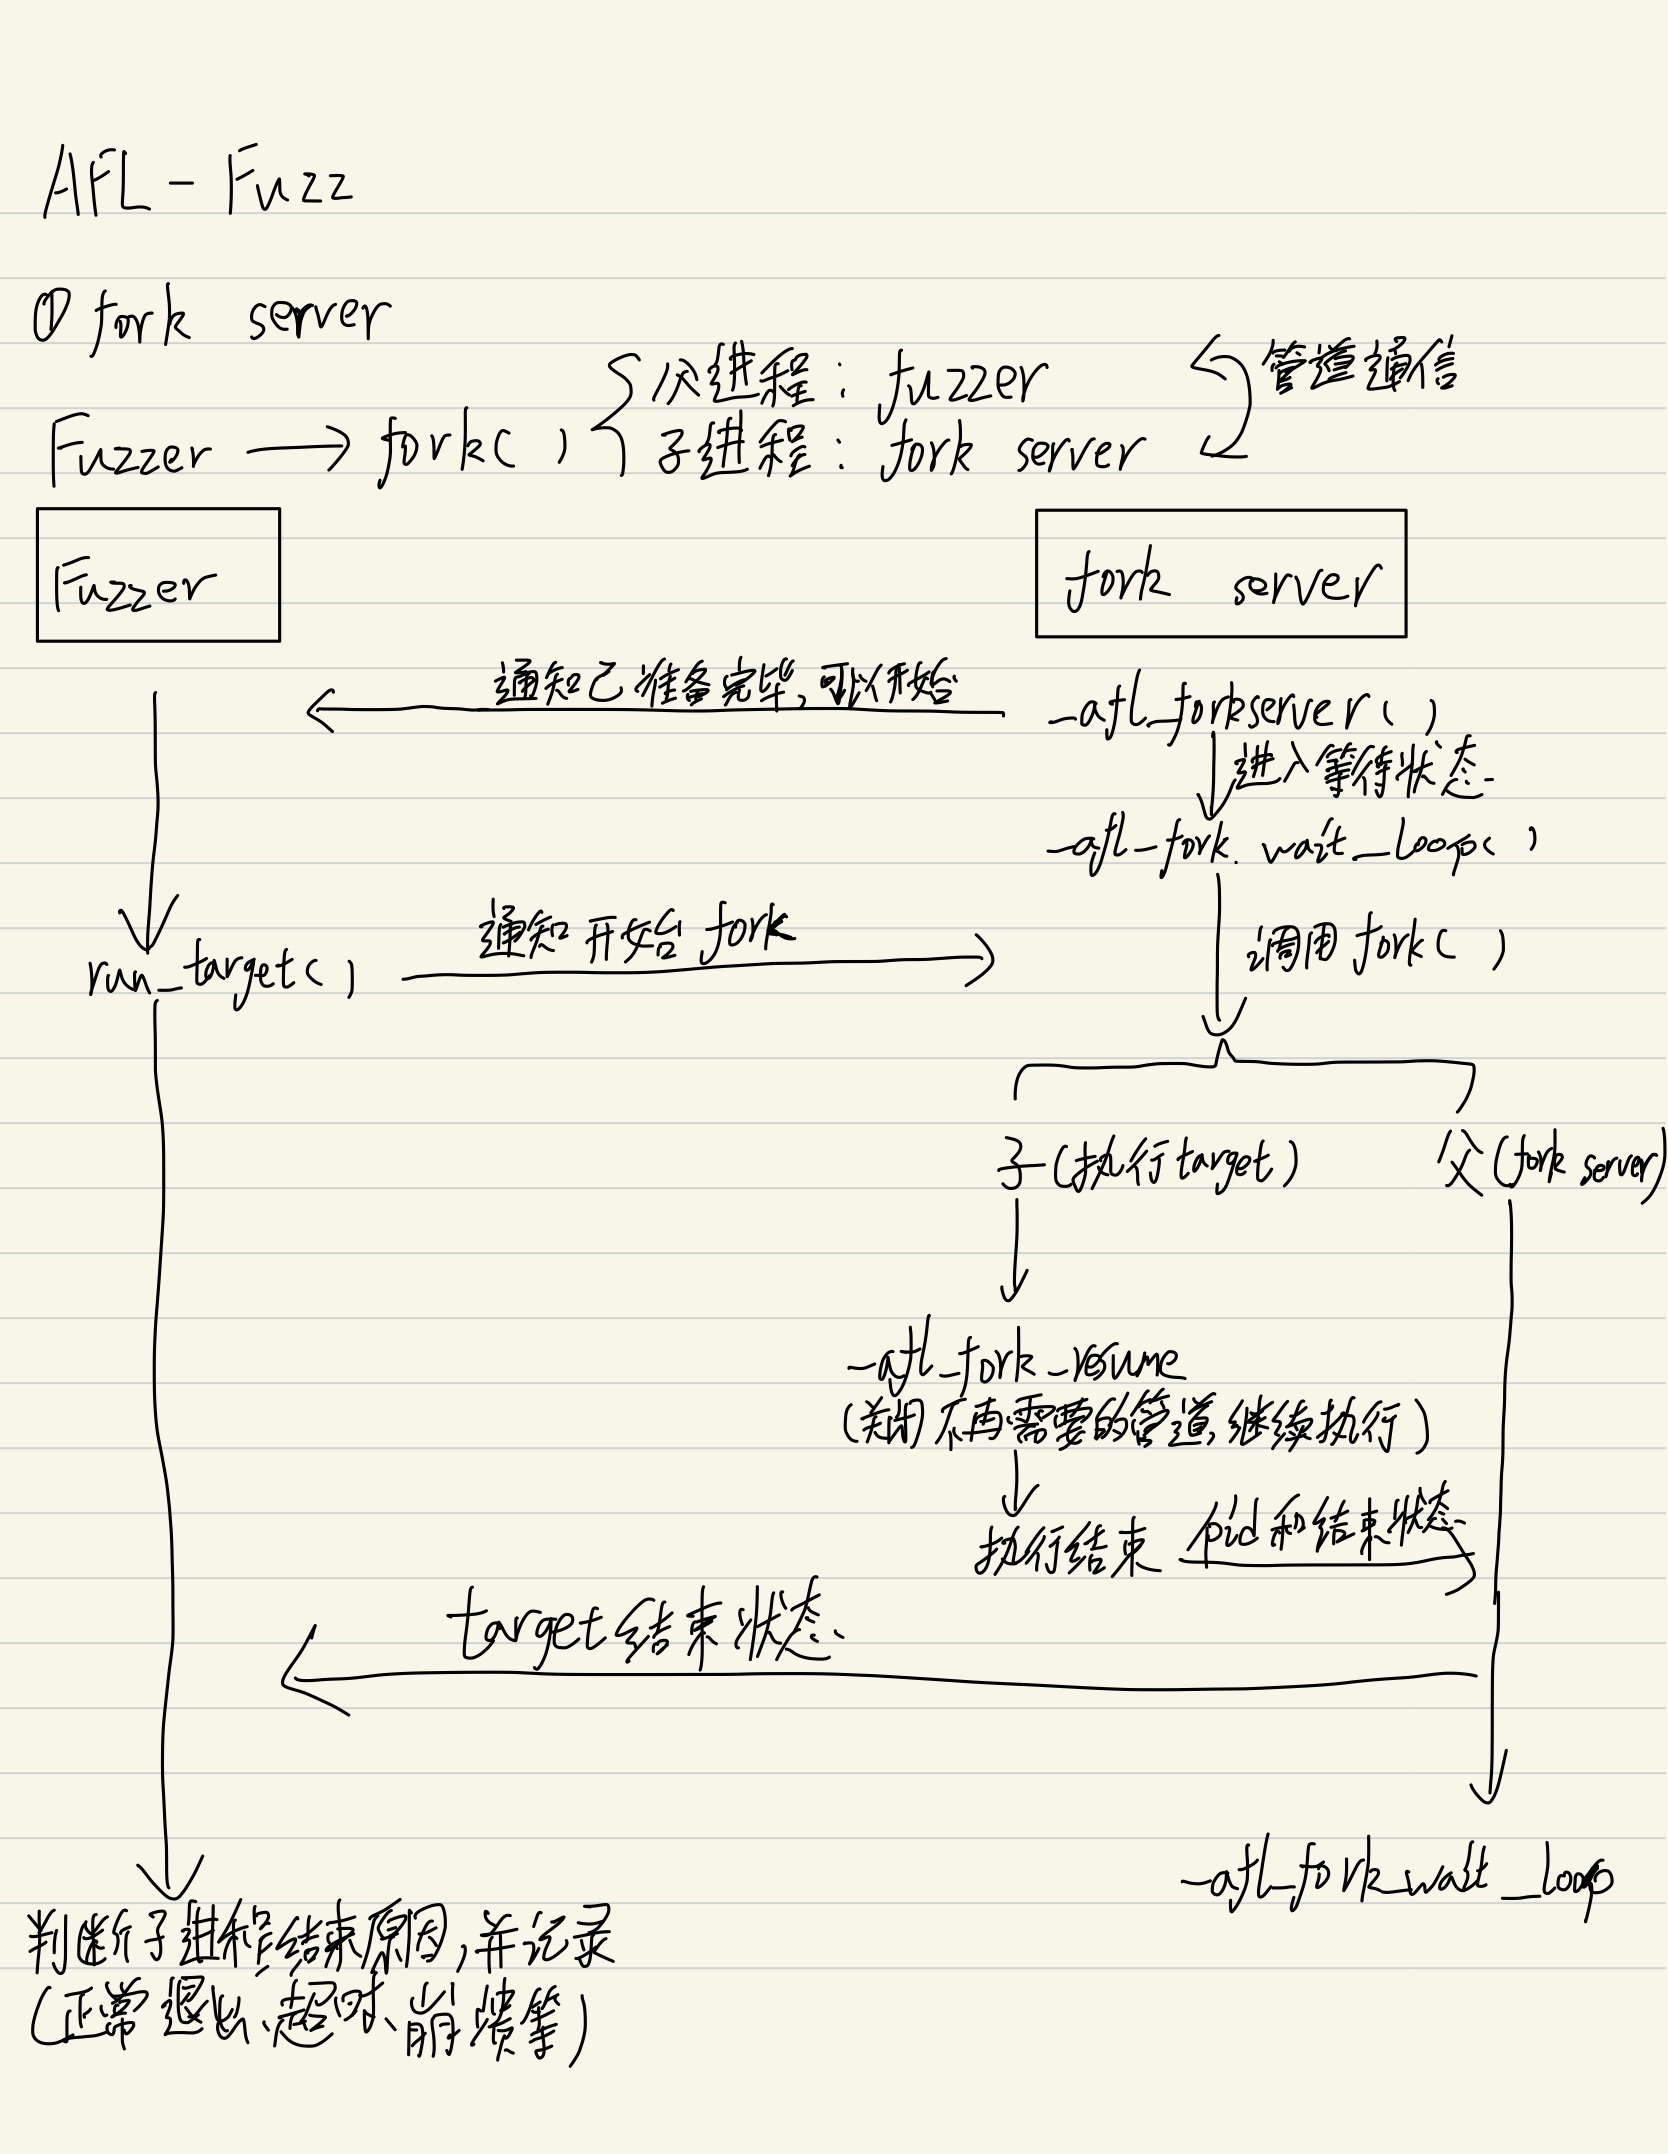 AFL - Fuzz
① fork server
父进程: fuzzer
管道通信
Fuzzer → fork( )
子进程: fork server
Fuzzer
fork server
通知已准备完毕,可以开始
_afl_forkserver( )
进入等待状态
_afl_fork_wait_loop( )
通知开始 fork
run_target( )
调用 fork( )
子(执行target)
父(fork server)
_afl_fork_resume
(关闭不再需要的管道,继续执行)
执行结束
pid和结束状态
target结束状态
_afl_fork_wait_loop
判断子进程结束原因,并记录
(正常退出、超时、崩溃等)